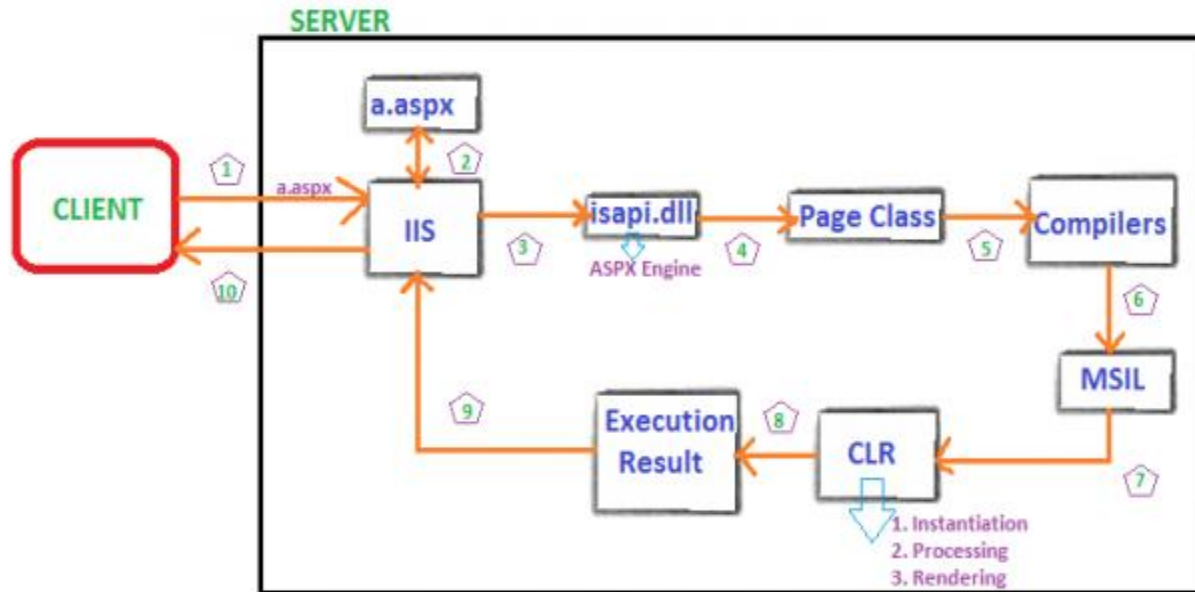 SERVER
a.aspx
1
2
a.aspx
CLIENT
IIS
isapi.dll
Page Class
Compilers
3
ASPX Engine
4
5
10
6
MSIL
9
Execution
Result
8
CLR
7
1. Instantiation
2. Processing
3. Rendering